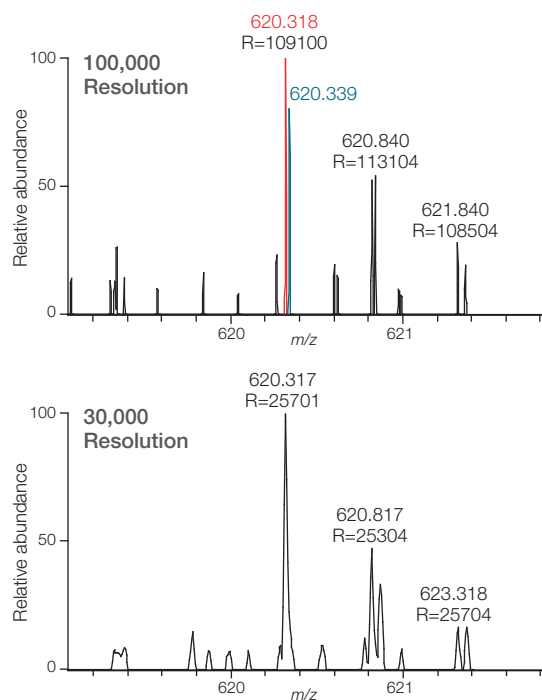 620.318
R=109100
100,000
Resolution
620.339
620.840
R=113104
621.840
R=108504
Relative abundance
100
50
0
620
621
m/z
620.317
R=25701
30,000
Resolution
620.817
R=25304
623.318
R=25704
Relative abundance
100
50
0
620
621
m/z